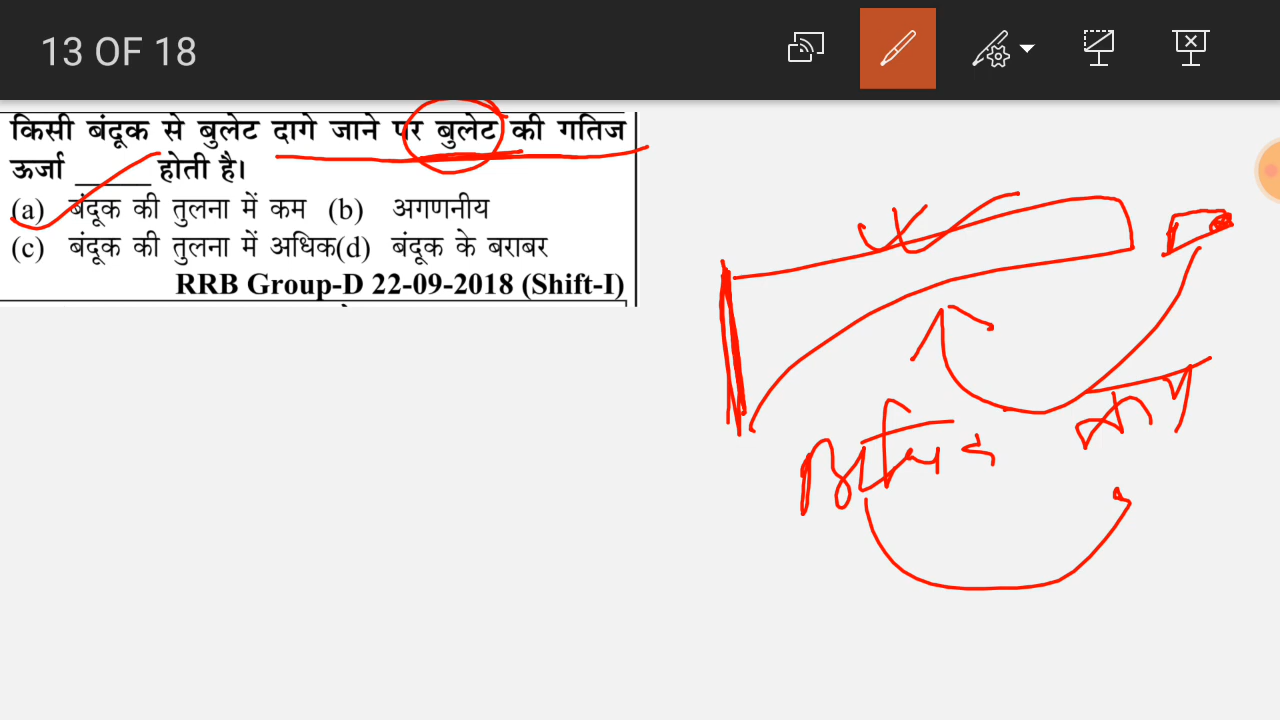 13 OF 18
किसी बंदूक से बुलेट दागे जाने पर बुलेट की गतिज
ऊर्जा _____ होती है।
(a) बंदूक की तुलना में कम (b) अगणनीय
(c) बंदूक की तुलना में अधिक(d) बंदूक के बराबर
RRB Group-D 22-09-2018 (Shift-I)